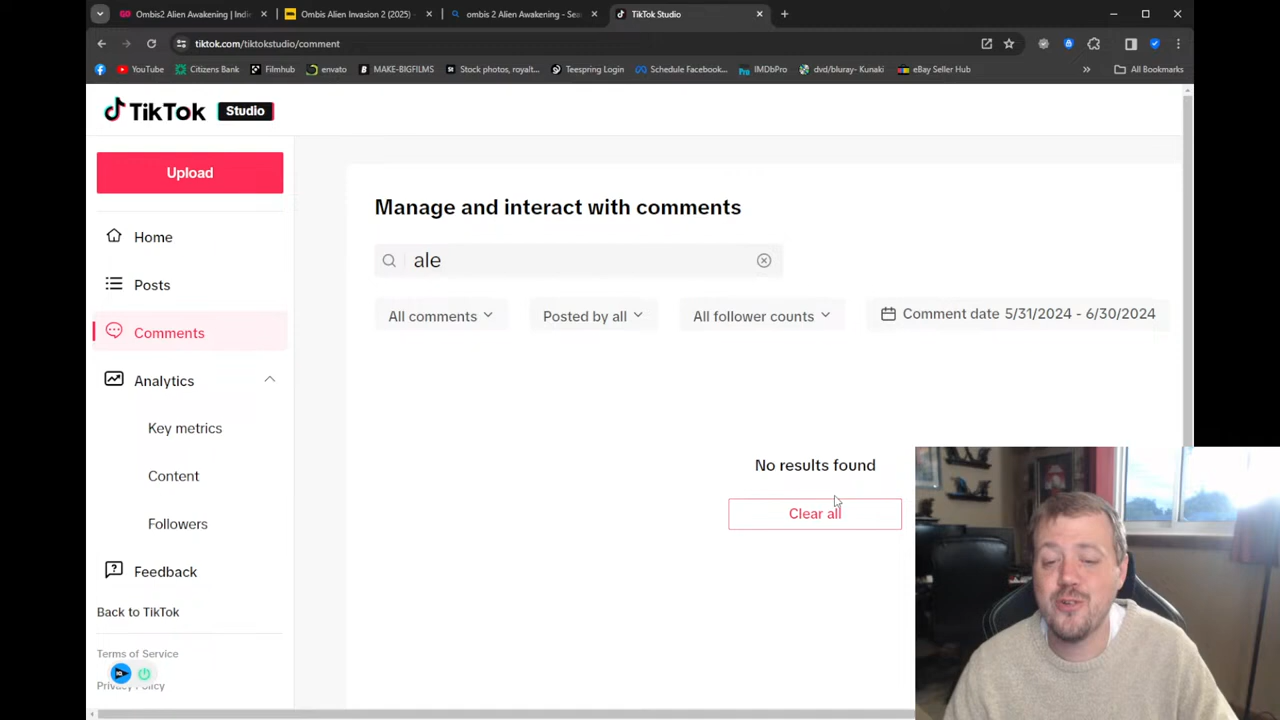 Ombis2 Alien Awakening | Indi
Ombis Alien Invasion 2 (2025) -
ombis 2 Alien Awakening - Sea
TikTok Studio
tiktok.com/tiktokstudio/comment
YouTube
Citizens Bank
Filmhub
envato
MAKE-BIGFILMS
Stock photos, royalt...
Teespring Login
Schedule Facebook...
IMDbPro
dvd/bluray- Kunaki
eBay Seller Hub
All Bookmarks
TikTok Studio
Upload
Home
Posts
Comments
Analytics
Key metrics
Content
Followers
Feedback
Back to TikTok
Terms of Service
Privacy Policy
Manage and interact with comments
ale
All comments
Posted by all
All follower counts
Comment date 5/31/2024 - 6/30/2024
No results found
Clear all